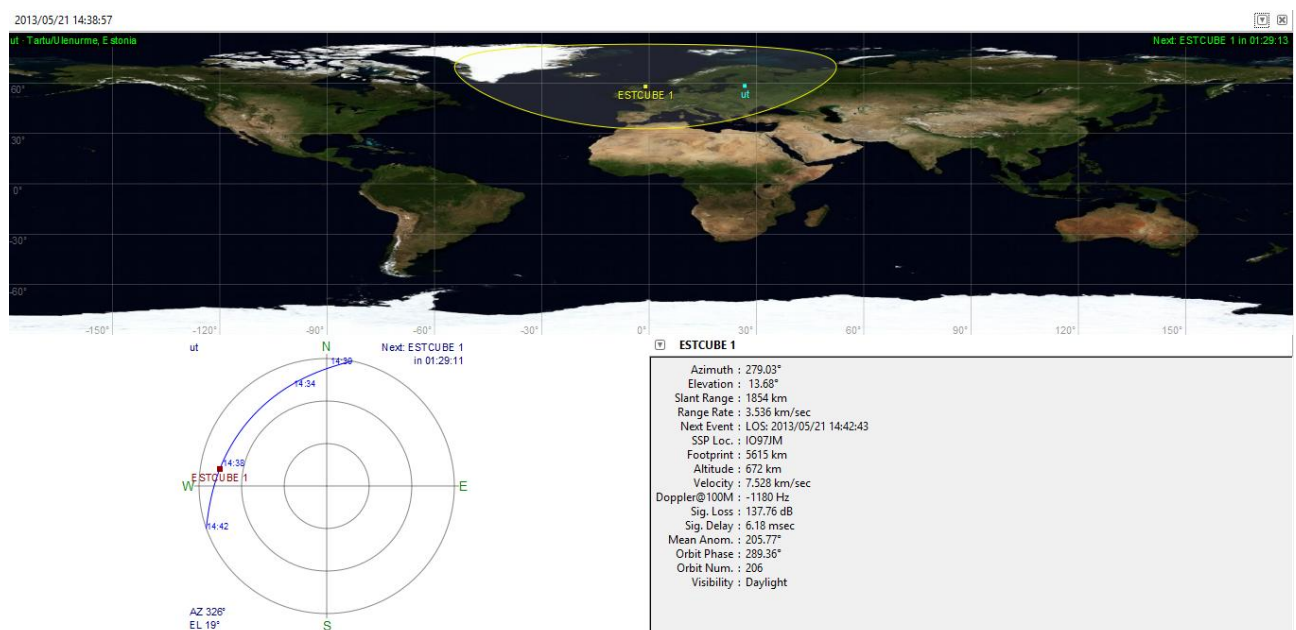 2013/05/21 14:38:57
ut - Tartu/Ulenurme, Estonia
Next: ESTCUBE 1 in 01:29:13
60°
ESTCUBE 1
ut
30°
0°
-30°
-60°
-150°
-120°
-90°
-60°
-30°
0°
30°
60°
90°
120°
150°
ut
N
Next: ESTCUBE 1
in 01:29:11
14:30
14:34
14:38
ESTCUBE 1
W
E
14:42
AZ 326°
EL 19°
S
ESTCUBE 1
Azimuth : 279.03°
Elevation : 13.68°
Slant Range : 1854 km
Range Rate : 3.536 km/sec
Next Event : LOS: 2013/05/21 14:42:43
SSP Loc. : IO97JM
Footprint : 5615 km
Altitude : 672 km
Velocity : 7.528 km/sec
Doppler@100M : -1180 Hz
Sig. Loss : 137.76 dB
Sig. Delay : 6.18 msec
Mean Anom. : 205.77°
Orbit Phase : 289.36°
Orbit Num. : 206
Visibility : Daylight